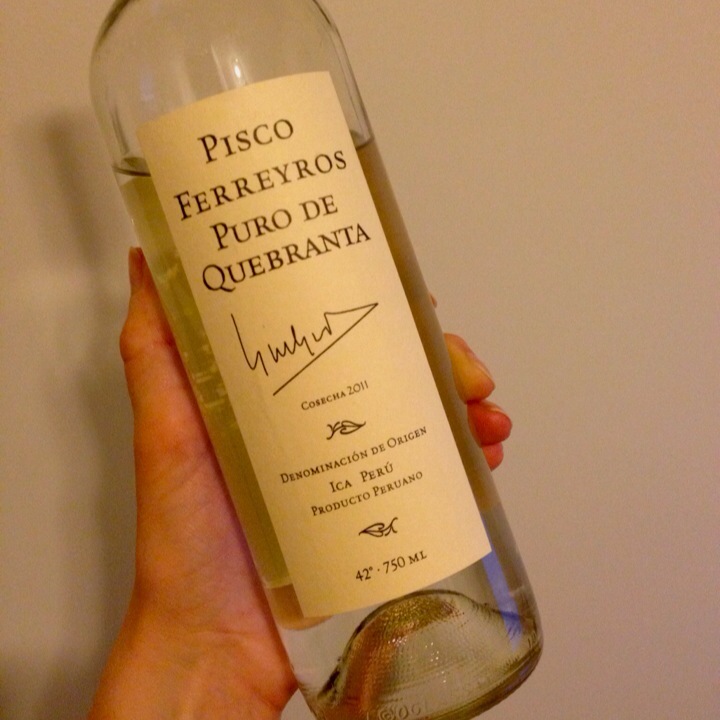 PISCO
FERREYROS
PURO DE
QUEBRANTA
COSECHA 2011
DENOMINACIÓN DE ORIGEN
ICA PERÚ
PRODUCTO PERUANO
42° · 750 ML